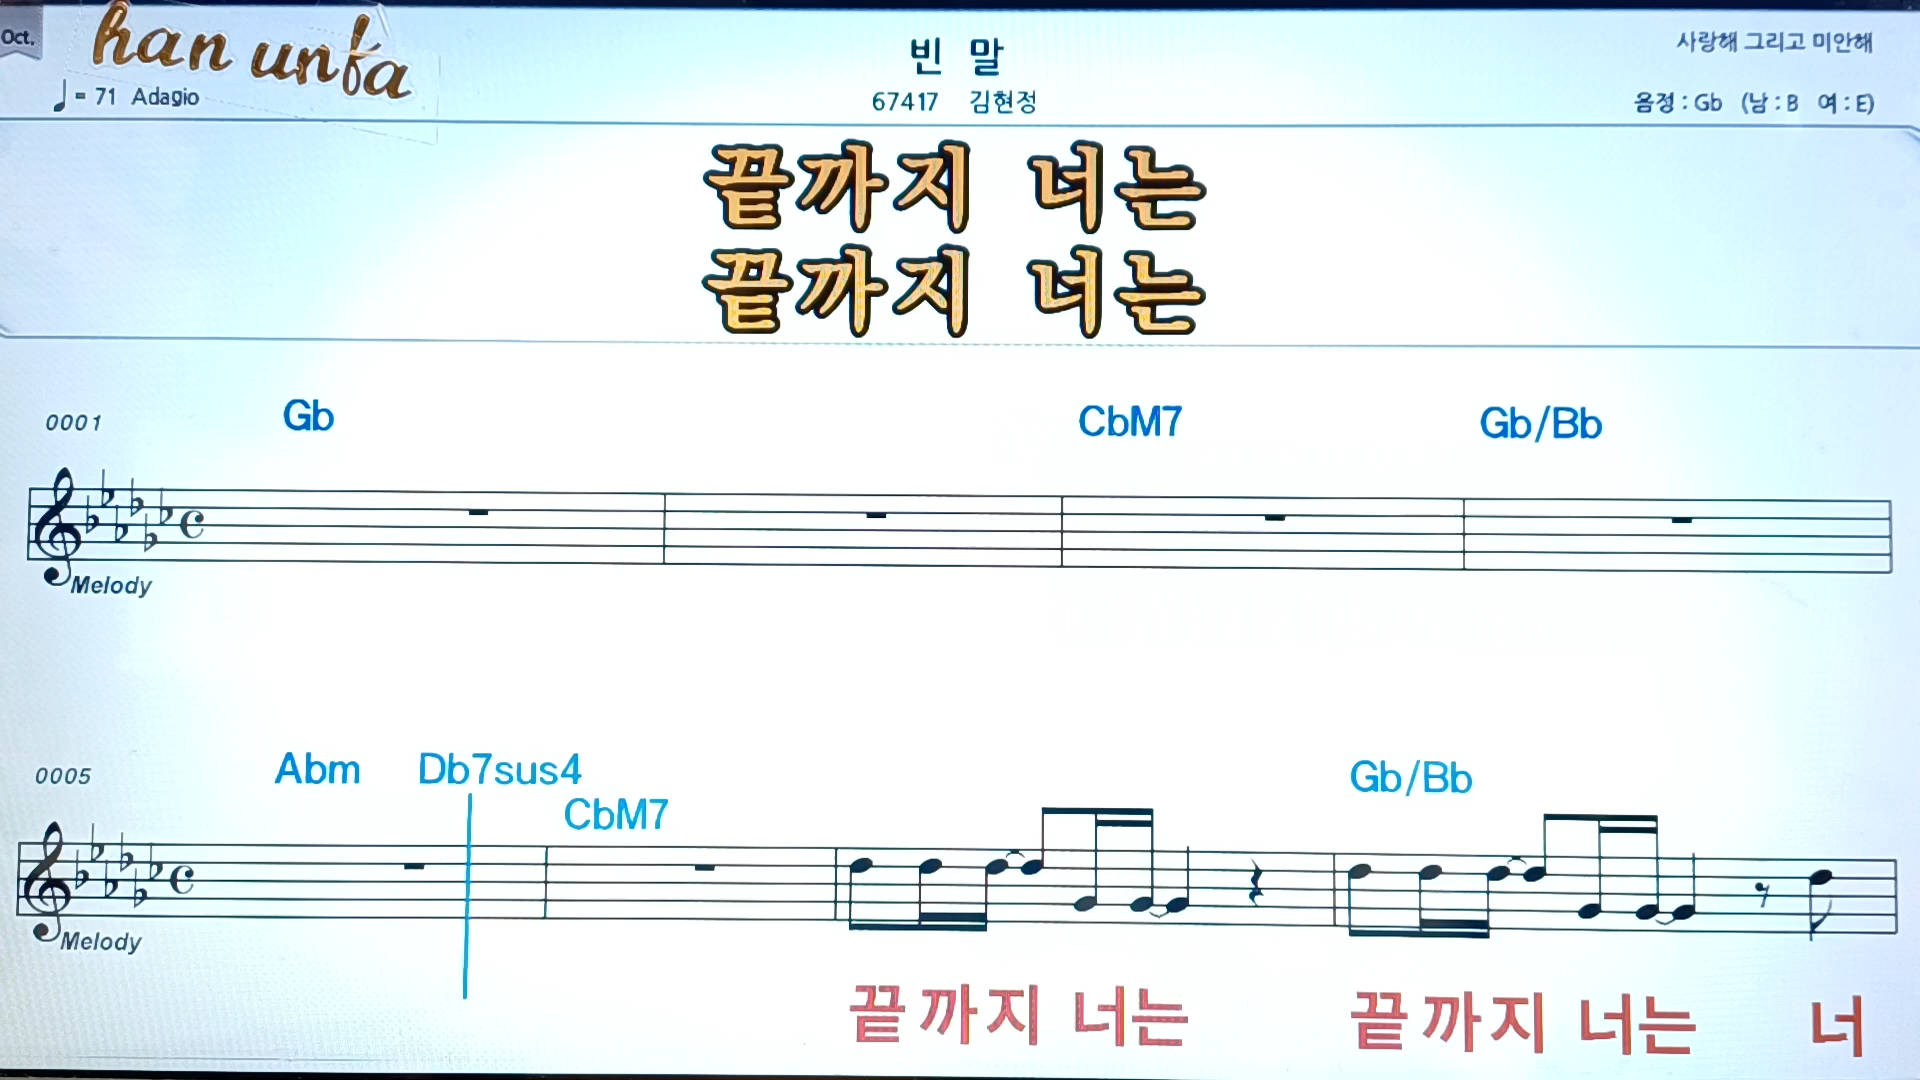 Oct.
han unfa
빈 말
사랑해 그리고 미안해
= 71 Adagio
67417 김현정
음정 : Gb (남 : B 여 : E)
끝까지 너는
끝까지 너는
0001 Gb CbM7 Gb/Bb
Melody
0005 Abm Db7sus4 CbM7 Gb/Bb
Melody
끝까지 너는 끝까지 너는 너